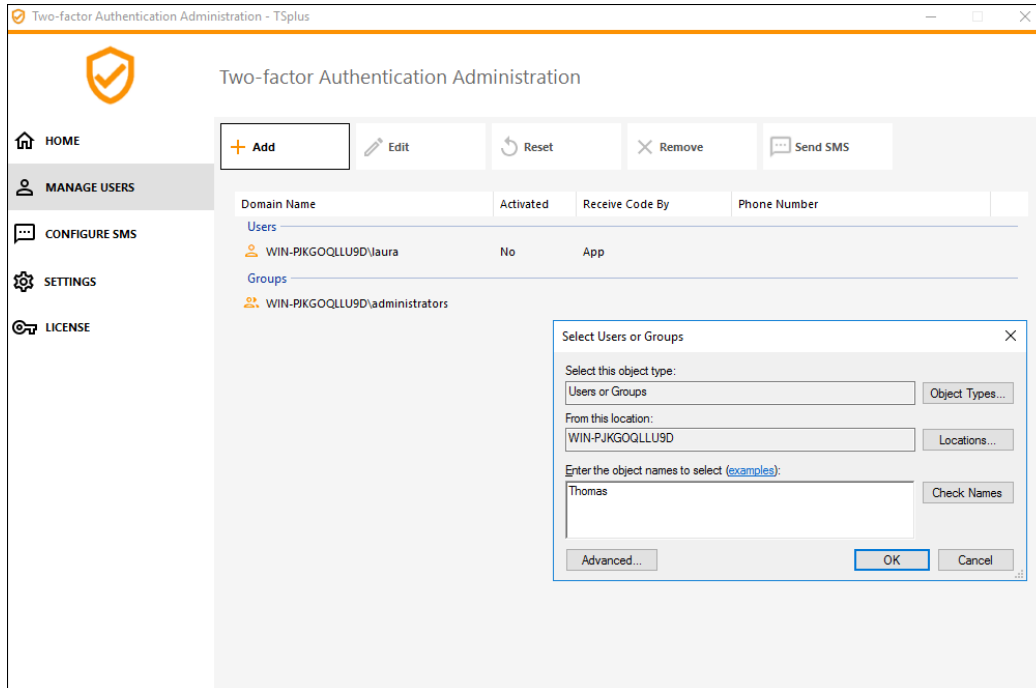 Two-factor Authentication Administration - TSplus
Two-factor Authentication Administration
HOME
MANAGE USERS
CONFIGURE SMS
SETTINGS
LICENSE
Add Edit Reset Remove Send SMS
Domain Name Activated Receive Code By Phone Number
Users
WIN-PJKGOQLLU9D\laura No App
Groups
WIN-PJKGOQLLU9D\administrators
Select Users or Groups
Select this object type:
Users or Groups Object Types...
From this location:
WIN-PJKGOQLLU9D Locations...
Enter the object names to select (examples):
Thomas Check Names
Advanced... OK Cancel